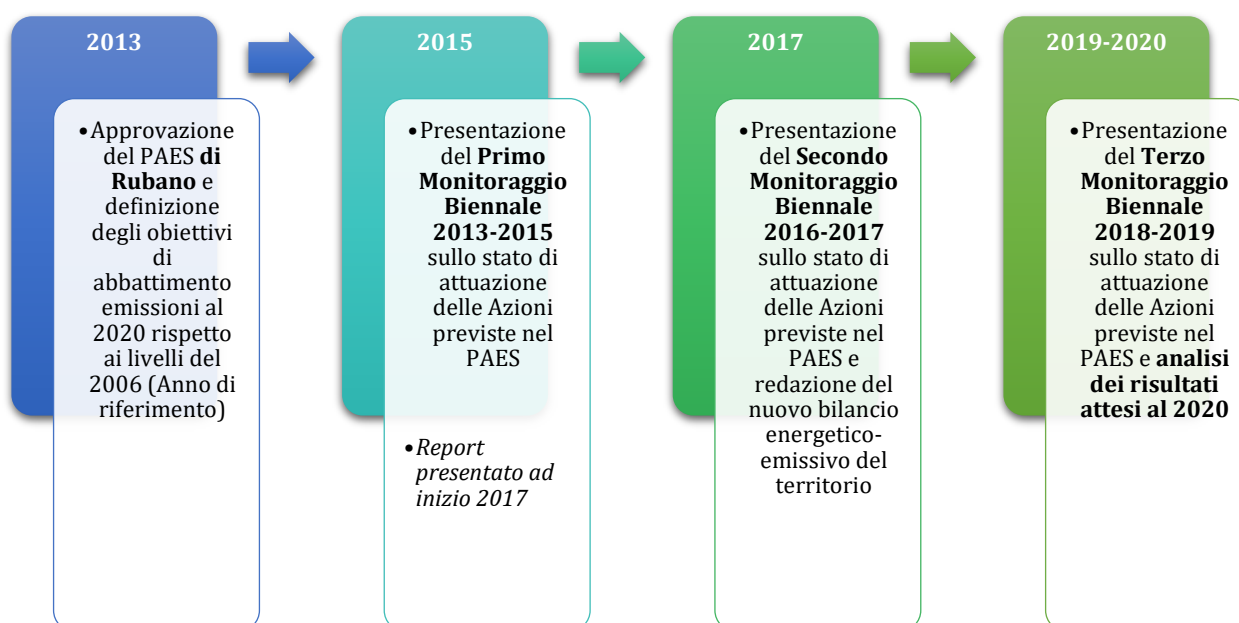 2013
•Approvazione
del PAES di
Rubano e
definizione
degli obiettivi
di
abbattimento
emissioni al
2020 rispetto
ai livelli del
2006 (Anno di
riferimento)
2015
•Presentazione
del Primo
Monitoraggio
Biennale
2013-2015
sullo stato di
attuazione
delle Azioni
previste nel
PAES
•Report
presentato ad
inizio 2017
2017
•Presentazione
del Secondo
Monitoraggio
Biennale
2016-2017
sullo stato di
attuazione
delle Azioni
previste nel
PAES e
redazione del
nuovo bilancio
energetico-
emissivo del
territorio
2019-2020
•Presentazione
del Terzo
Monitoraggio
Biennale
2018-2019
sullo stato di
attuazione
delle Azioni
previste nel
PAES e analisi
dei risultati
attesi al 2020